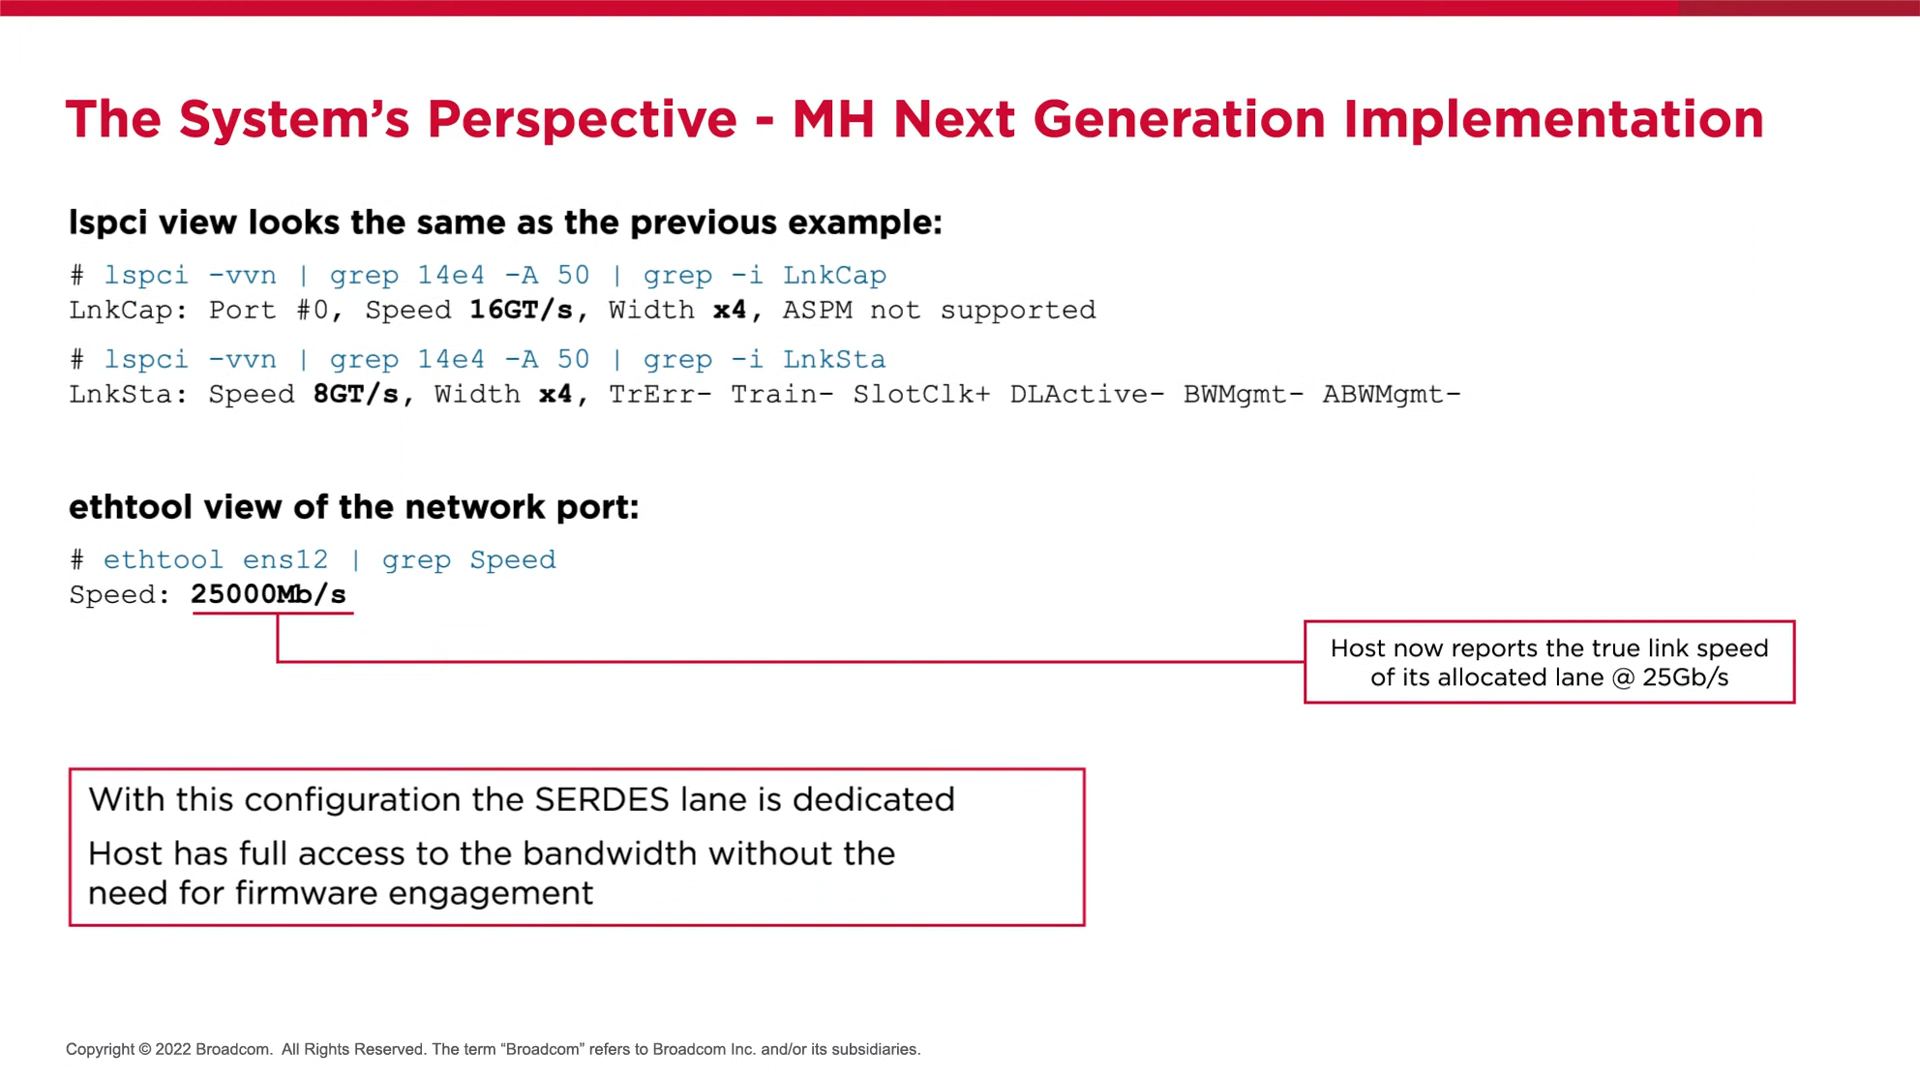 The System’s Perspective - MH Next Generation Implementation
lspci view looks the same as the previous example:
# lspci -vvn | grep 14e4 -A 50 | grep -i LnkCap
LnkCap: Port #0, Speed 16GT/s, Width x4, ASPM not supported
# lspci -vvn | grep 14e4 -A 50 | grep -i LnkSta
LnkSta: Speed 8GT/s, Width x4, TrErr- Train- SlotClk+ DLActive- BWMgmt- ABWMgmt-
ethtool view of the network port:
# ethtool ens12 | grep Speed
Speed: 25000Mb/s
Host now reports the true link speed
of its allocated lane @ 25Gb/s
With this configuration the SERDES lane is dedicated
Host has full access to the bandwidth without the
need for firmware engagement
Copyright © 2022 Broadcom. All Rights Reserved. The term “Broadcom” refers to Broadcom Inc. and/or its subsidiaries.